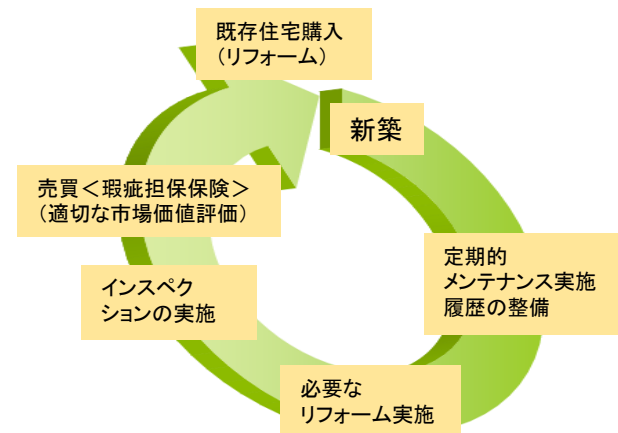 既存住宅購入
（リフォーム）
新築
売買＜瑕疵担保保険＞
（適切な市場価値評価）
定期的
メンテナンス実施
履歴の整備
インスペク
ションの実施
必要な
リフォーム実施